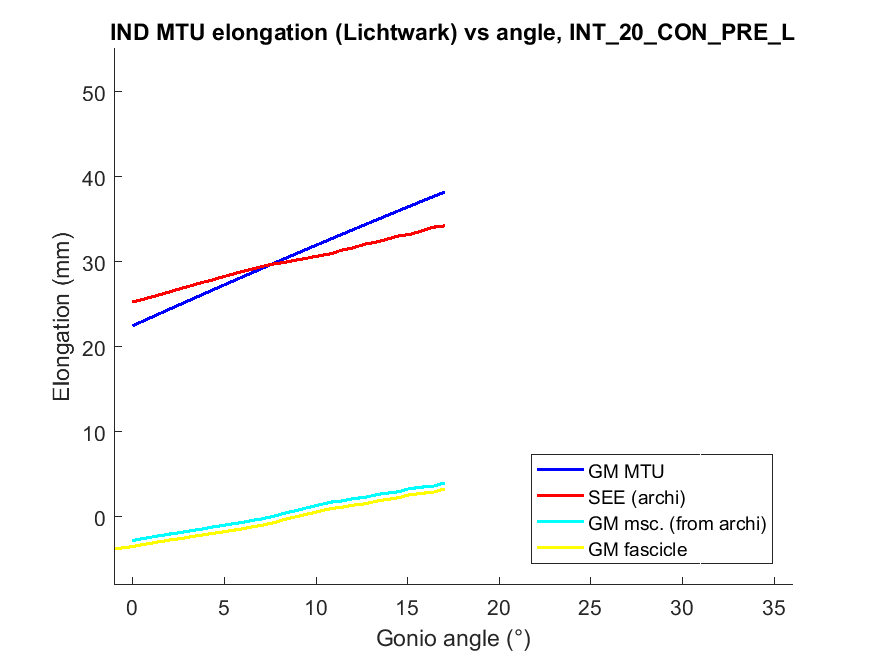 IND MTU elongation (Lichtwark) vs angle, INT_20_CON_PRE_L
50
40
30
20
10
0
Elongation (mm)
GM MTU
SEE (archi)
GM msc. (from archi)
GM fascicle
0 5 10 15 20 25 30 35
Gonio angle (°)